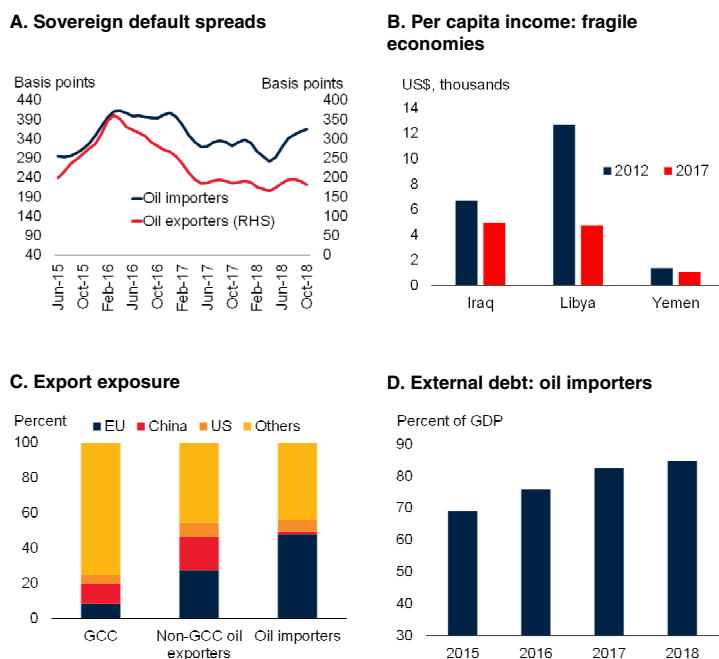 A. Sovereign default spreads
Basis points
Basis points
440
390
340
290
240
190
140
90
40
400
350
300
250
200
150
100
50
0
Oil importers
Oil exporters (RHS)
Jun-15
Oct-15
Feb-16
Jun-16
Oct-16
Feb-17
Jun-17
Oct-17
Feb-18
Jun-18
Oct-18
B. Per capita income: fragile
economies
US$, thousands
14
12
10
8
6
4
2
0
2012
2017
Iraq
Libya
Yemen
C. Export exposure
Percent
EU
China
US
Others
100
80
60
40
20
0
GCC
Non-GCC oil
exporters
Oil importers
D. External debt: oil importers
Percent of GDP
90
80
70
60
50
40
30
2015
2016
2017
2018